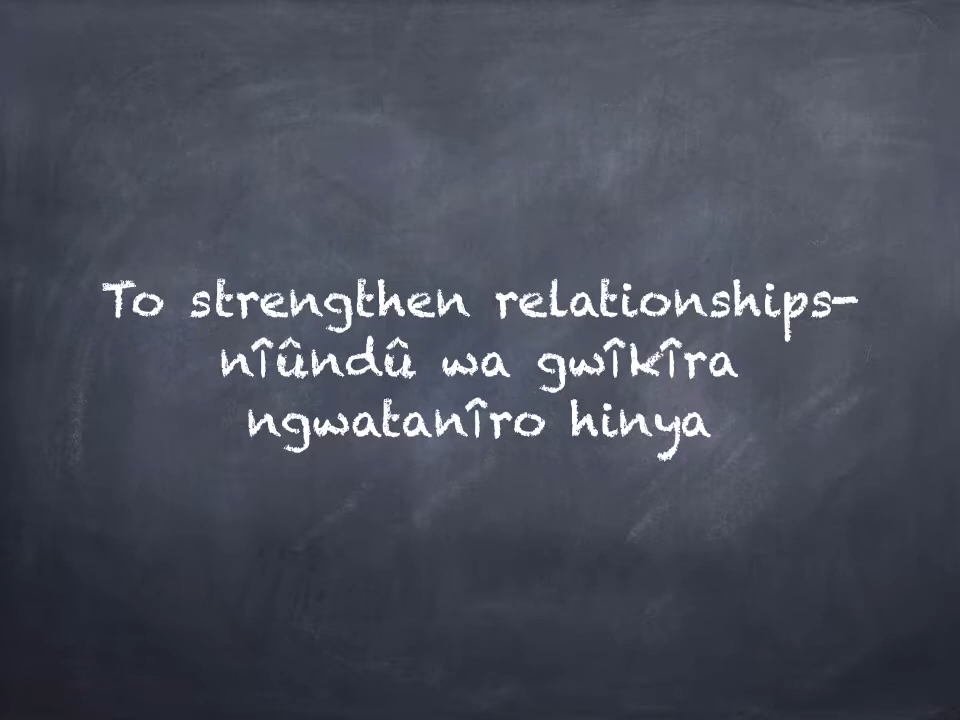 To strengthen relationships-
nîûndû wa gwîkîra
ngwatanîro hinya